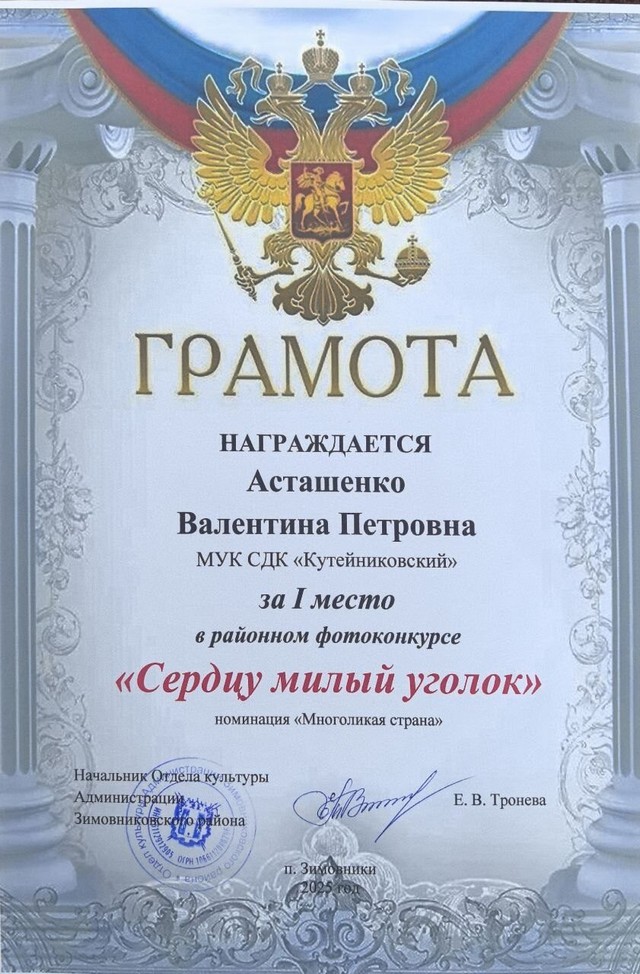 ГРАМОТА
НАГРАЖДАЕТСЯ
Асташенко
Валентина Петровна
МУК СДК «Кутейниковский»
за I место
в районном фотоконкурсе
«Сердцу милый уголок»
номинация «Многоликая страна»
Начальник Отдела культуры
Администрации
Зимовниковского района
Е. В. Тронева
п. Зимовники
2025 год